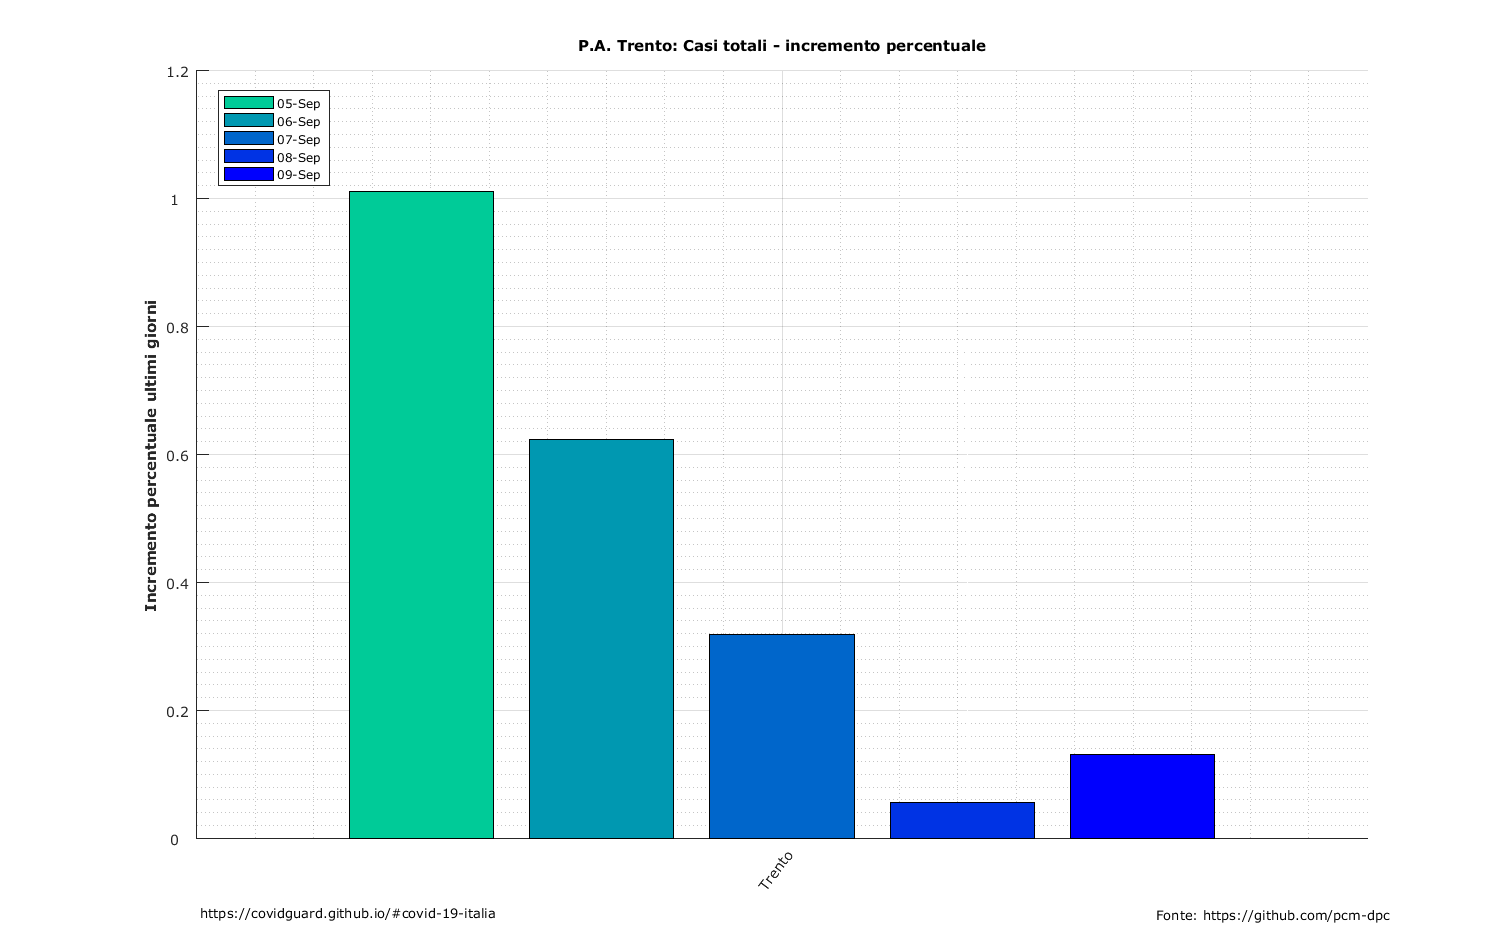 P.A. Trento: Casi totali - incremento percentuale
1.2
1
0.8
0.6
0.4
0.2
0
Incremento percentuale ultimi giorni
05-Sep
06-Sep
07-Sep
08-Sep
09-Sep
Trento
https://covidguard.github.io/#covid-19-italia
Fonte: https://github.com/pcm-dpc